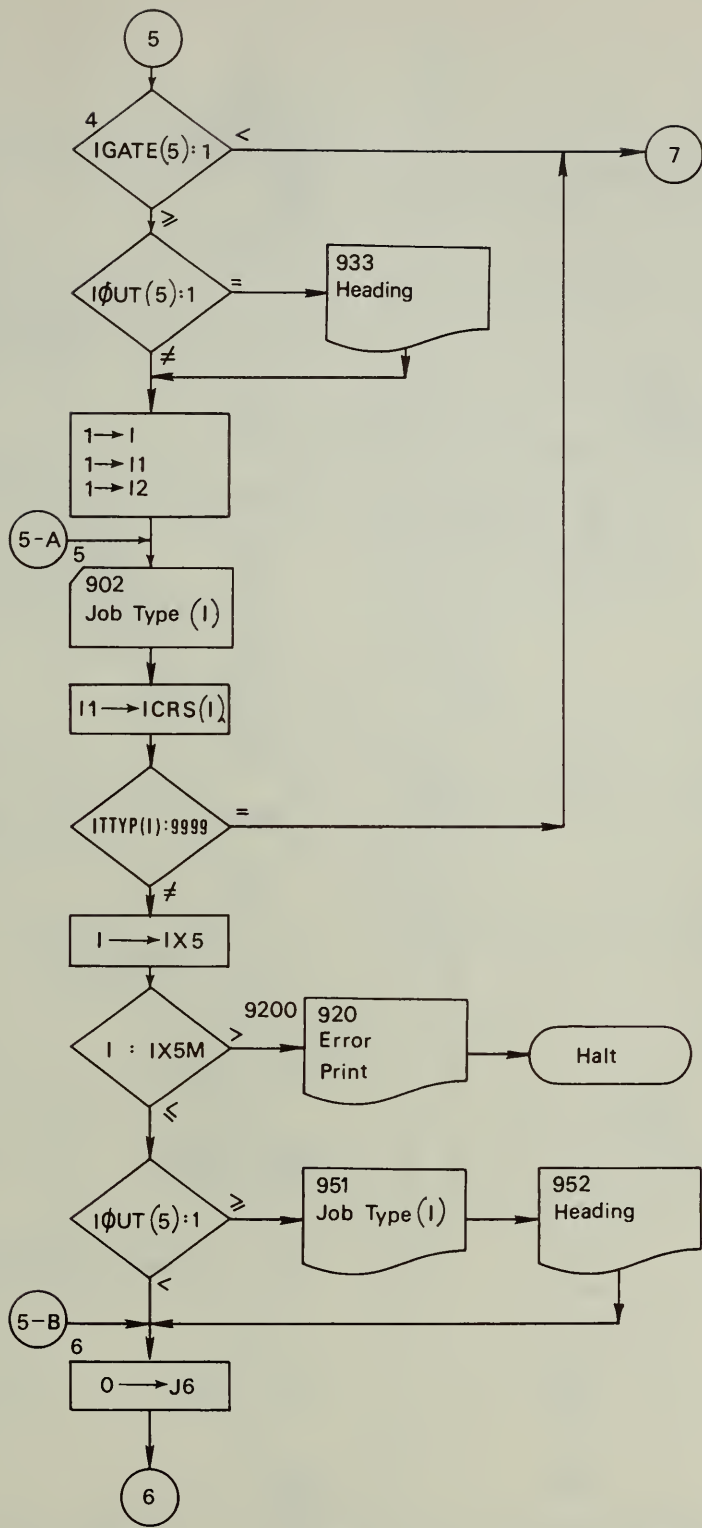 5
4
IGATE(5):1
<
7
≥
IØUT(5):1
=
933
Heading
≠
1→I
1→I1
1→I2
5-A
5
902
Job Type (I)
I1→ICRS(I)
ITTYP(I):9999
=
≠
I→IX5
I : IX5M
>
9200
920
Error
Print
Halt
≤
IØUT(5):1
≥
951
Job Type (I)
952
Heading
<
5-B
6
0→J6
6